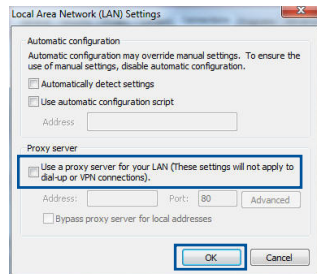 Local Area Network (LAN) Settings
Automatic configuration
Automatic configuration may override manual settings. To ensure the
use of manual settings, disable automatic configuration.
Automatically detect settings
Use automatic configuration script
Address
Proxy server
Use a proxy server for your LAN (These settings will not apply to
dial-up or VPN connections).
Address:
Port: 80 Advanced
Bypass proxy server for local addresses
OK Cancel